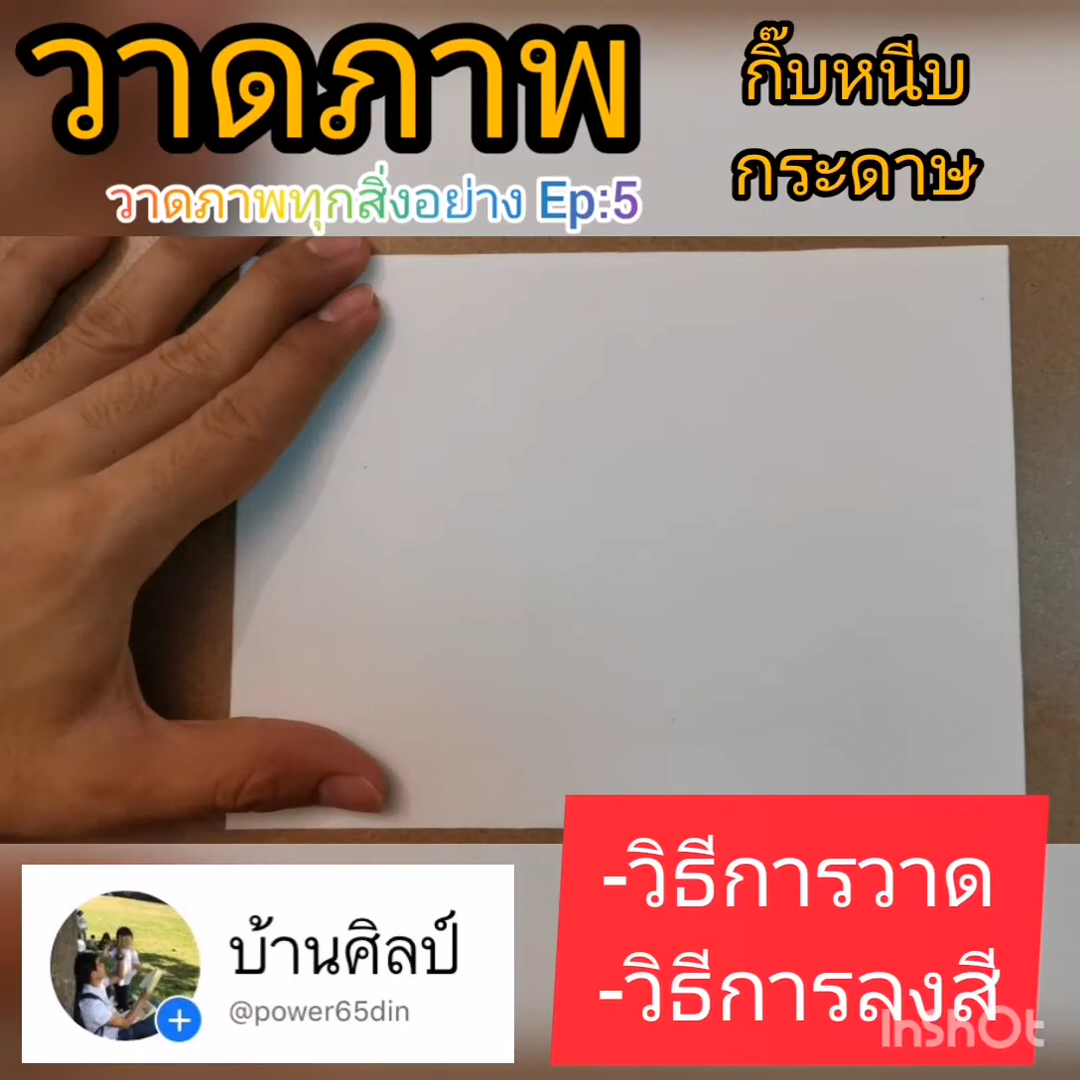 วาดภาพ
กิ๊บหนีบ
กระดาษ
วาดภาพทุกสิ่งอย่าง Ep:5
บ้านศิลป์
@power65din
-วิธีการวาด
-วิธีการลงสี
InShOt